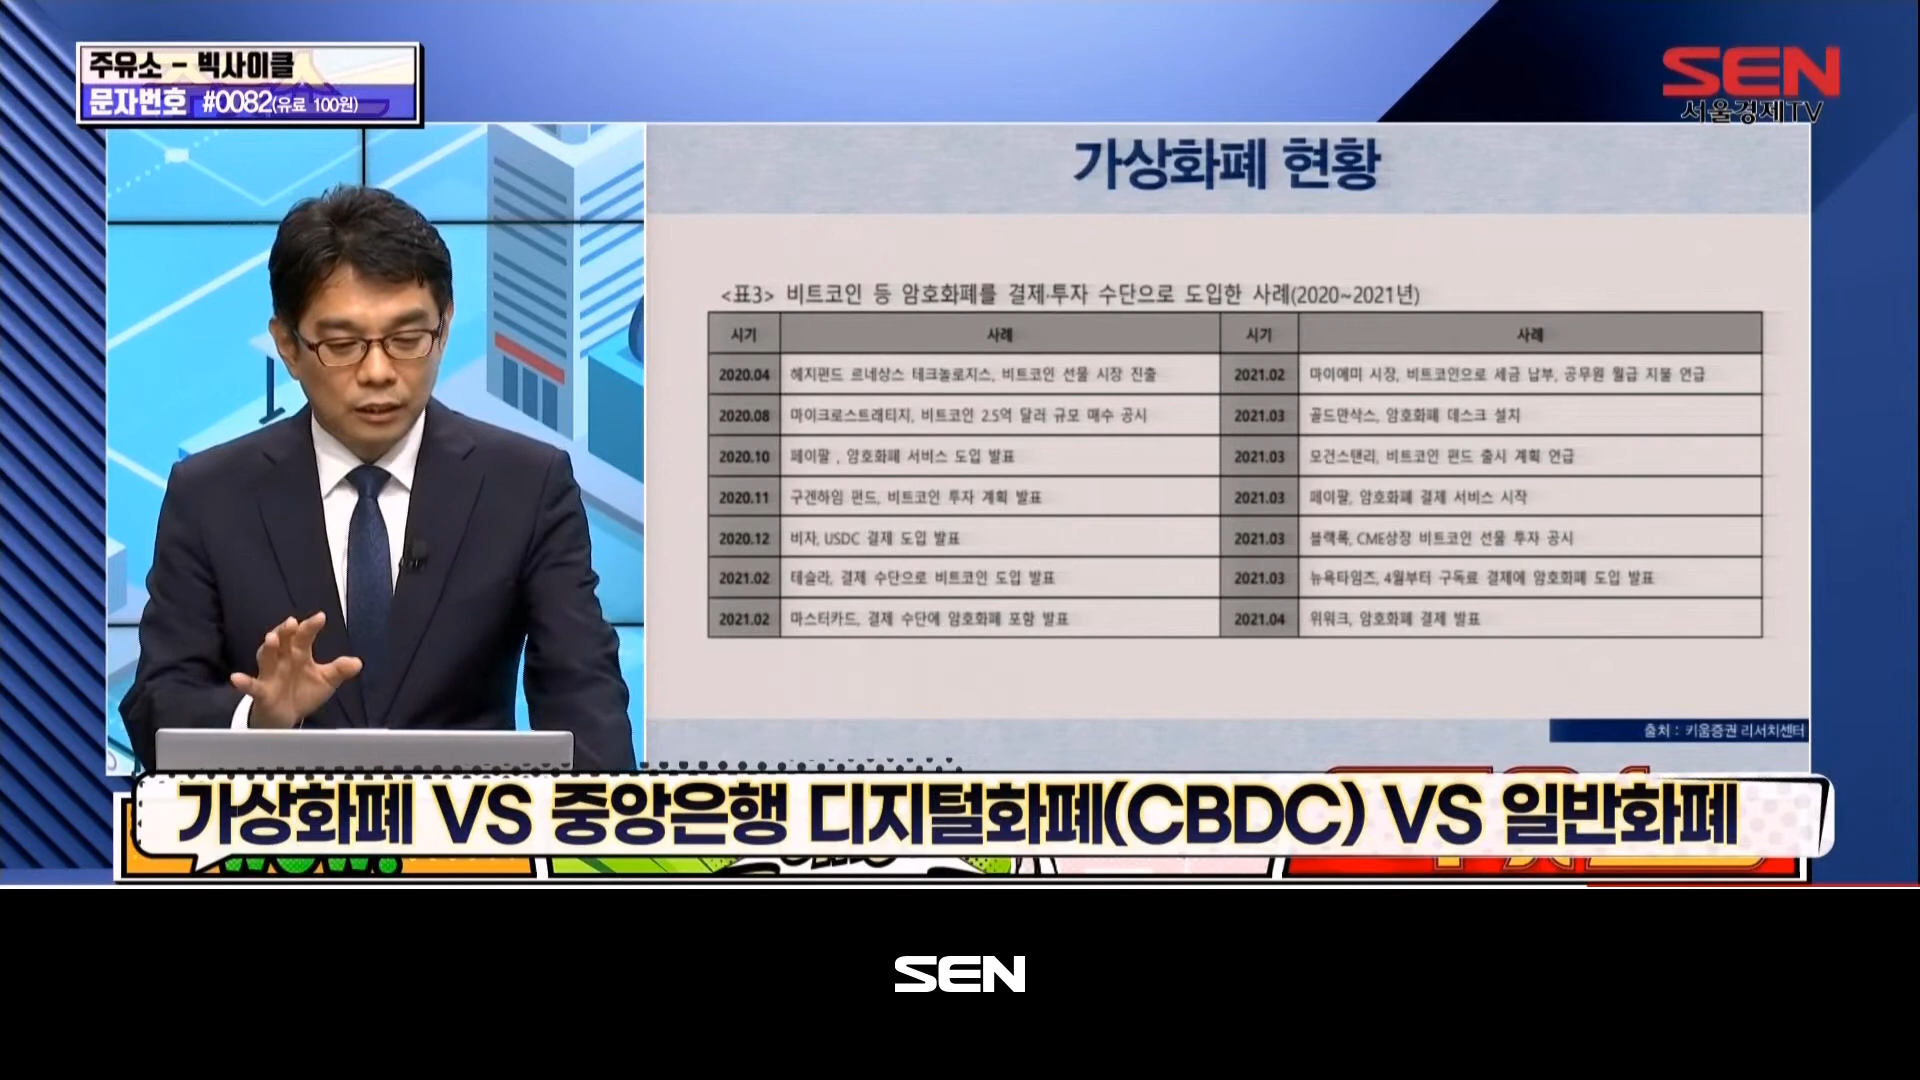 주유소 - 빅사이클
문자번호 #0082(유료 100원)
SEN
서울경제TV
가상화폐 현황
<표3> 비트코인 등 암호화폐를 결제·투자 수단으로 도입한 사례(2020~2021년)
시기 사례 시기 사례
2020.04 헤지펀드 르네상스 테크놀로지스, 비트코인 선물 시장 진출 2021.02 마이애미 시장, 비트코인으로 세금 납부, 공무원 월급 지불 언급
2020.08 마이크로스트래티지, 비트코인 2.5억 달러 규모 매수 공시 2021.03 골드만삭스, 암호화폐 데스크 설치
2020.10 페이팔 , 암호화폐 서비스 도입 발표 2021.03 모건스탠리, 비트코인 펀드 출시 계획 언급
2020.11 구겐하임 펀드, 비트코인 투자 계획 발표 2021.03 페이팔, 암호화폐 결제 서비스 시작
2020.12 비자, USDC 결제 도입 발표 2021.03 블랙록, CME상장 비트코인 선물 투자 공시
2021.02 테슬라, 결제 수단으로 비트코인 도입 발표 2021.03 뉴욕타임즈, 4월부터 구독료 결제에 암호화폐 도입 발표
2021.02 마스터카드, 결제 수단에 암호화폐 포함 발표 2021.04 위워크, 암호화폐 결제 발표
출처 : 키움증권 리서치센터
가상화폐 VS 중앙은행 디지털화폐(CBDC) VS 일반화폐
SEN